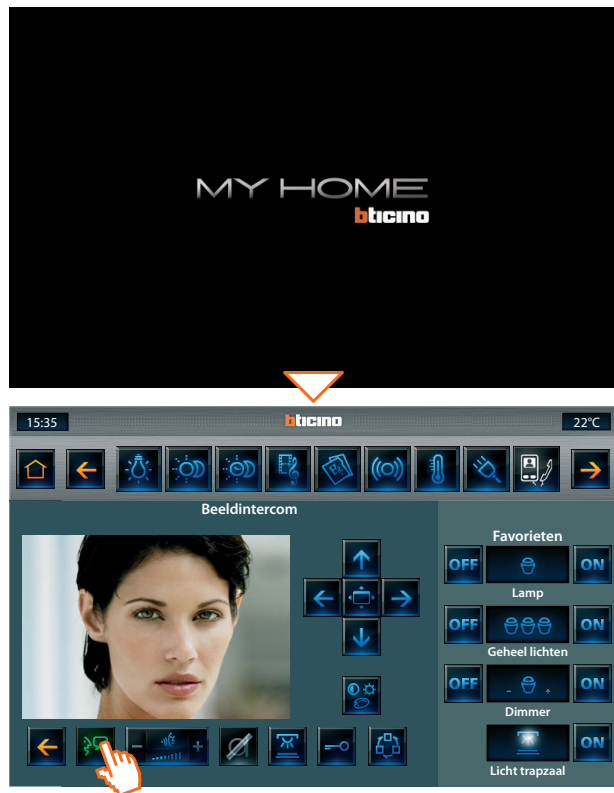 MY HOME
bticino
15:35
bticino
22°C
Beeldintercom
Favorieten
OFF
ON
Lamp
OFF
ON
Geheel lichten
OFF
- +
ON
Dimmer
- +
ON
Licht trapzaal